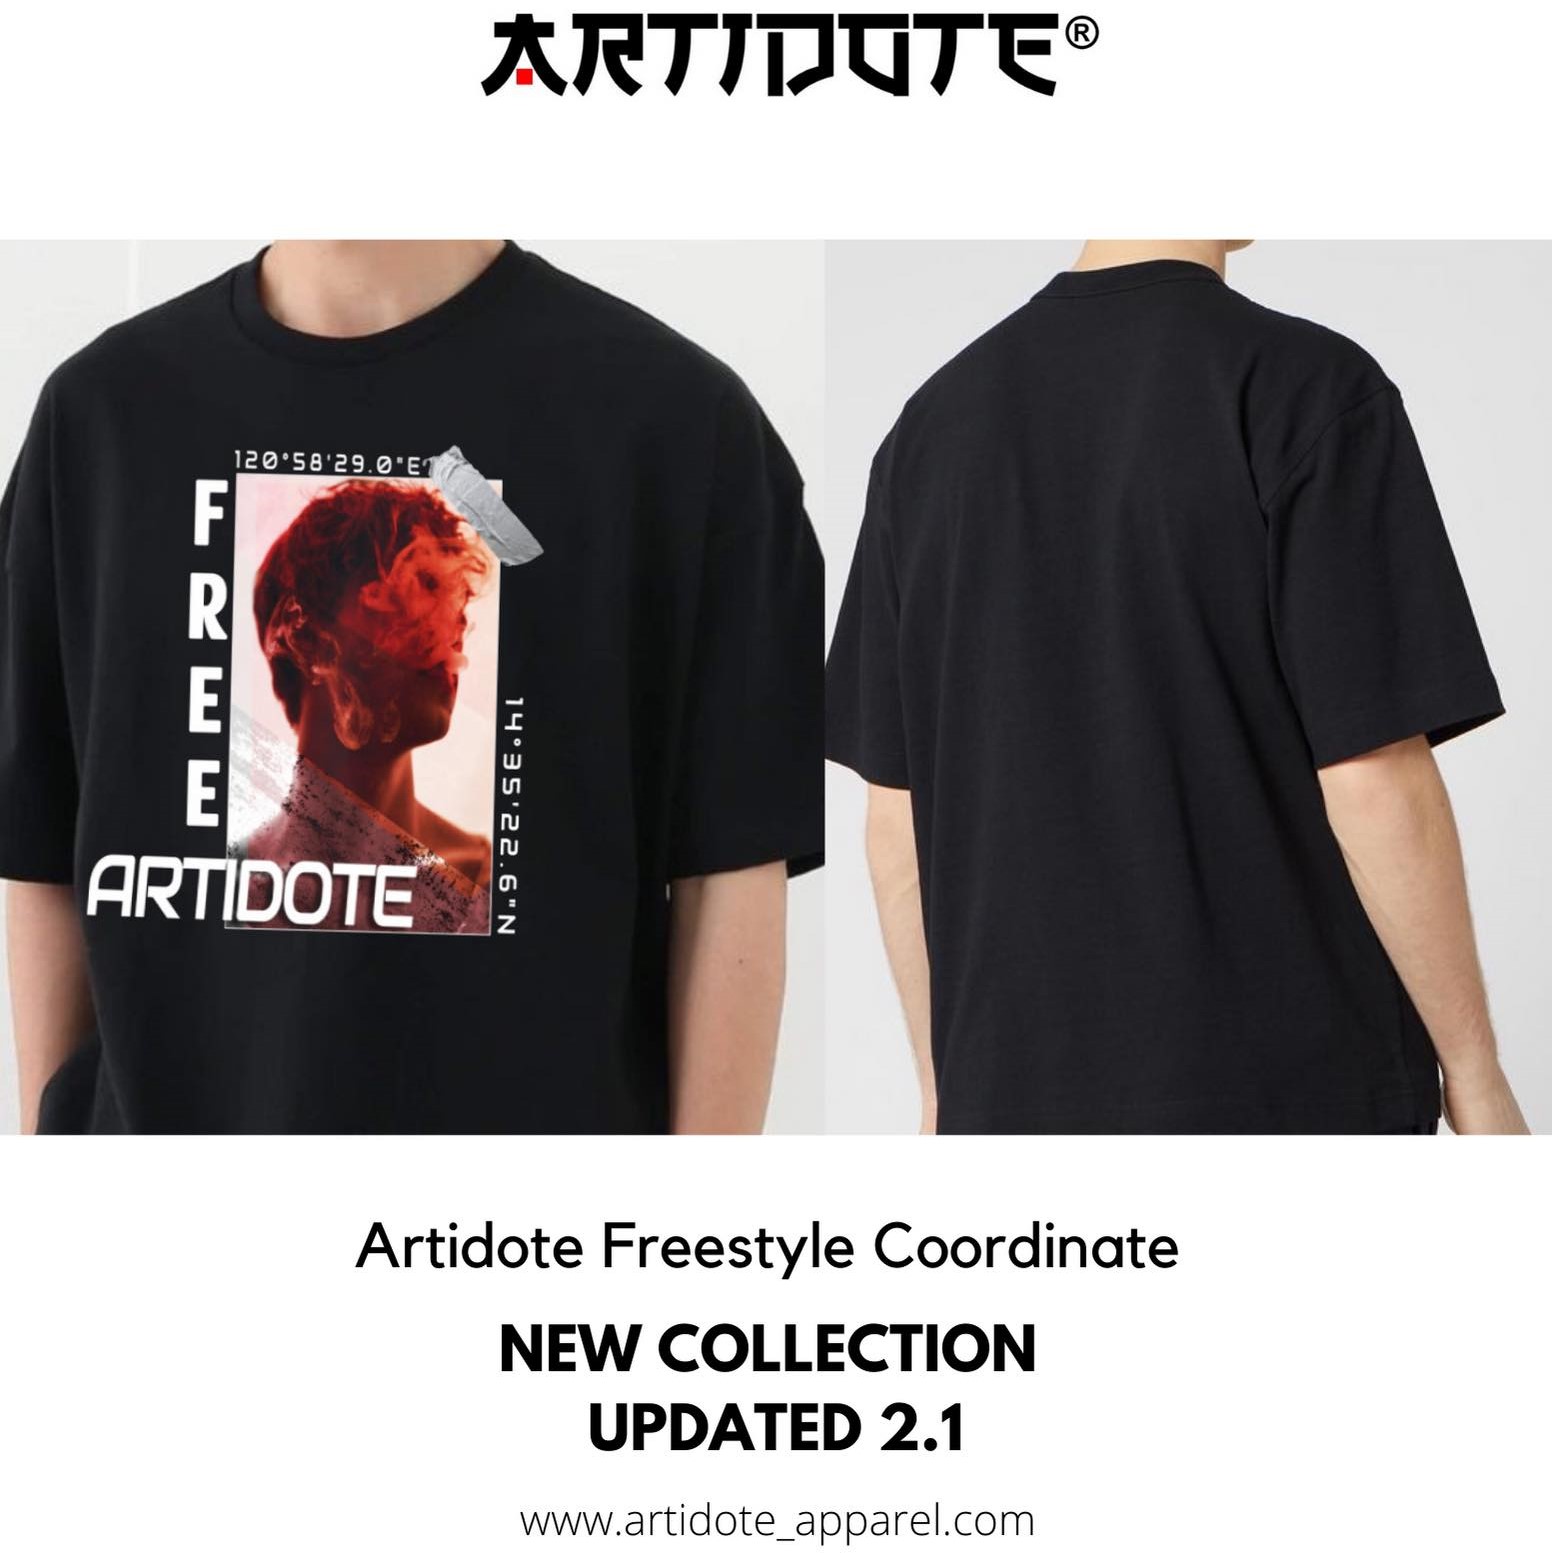 ARTIDOTE®
120°58'29.0"E
FREE
14°35'22.6"N
ARTIDOTE
Artidote Freestyle Coordinate
NEW COLLECTION
UPDATED 2.1
www.artidote_apparel.com